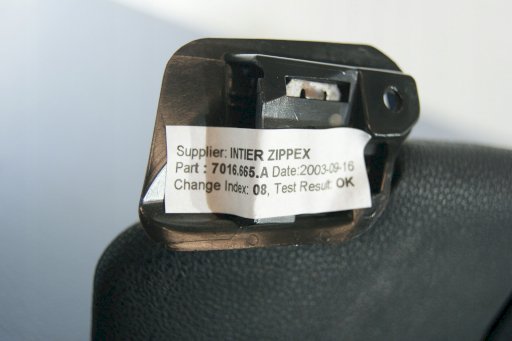 Supplier: INTIER ZIPPEX
Part : 7016.665.A Date:2003-09-16
Change Index: 08, Test Result: OK